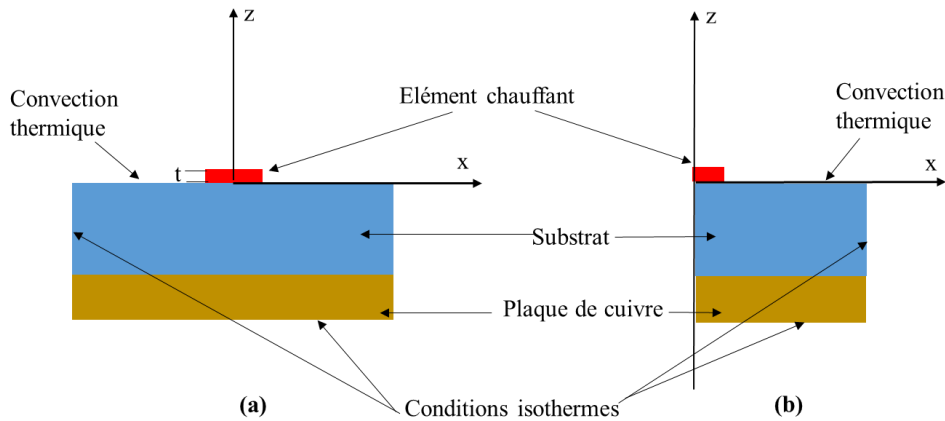 z
z
Convection
thermique
Elément chauffant
Convection
thermique
t
x
x
Substrat
Plaque de cuivre
(a)
Conditions isothermes
(b)